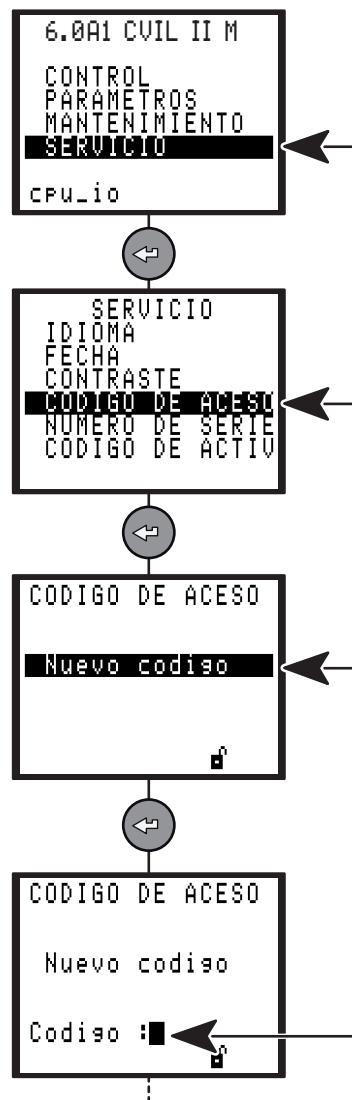 6.0A1 CVIL II M
CONTROL
PARAMETROS
MANTENIMIENTO
SERVICIO
cpu_io
SERVICIO
IDIOMA
FECHA
CONTRASTE
CODIGO DE ACESO
NUMERO DE SERIE
CODIGO DE ACTIV
CODIGO DE ACESO
Nuevo codigo
CODIGO DE ACESO
Nuevo codigo
Codigo :